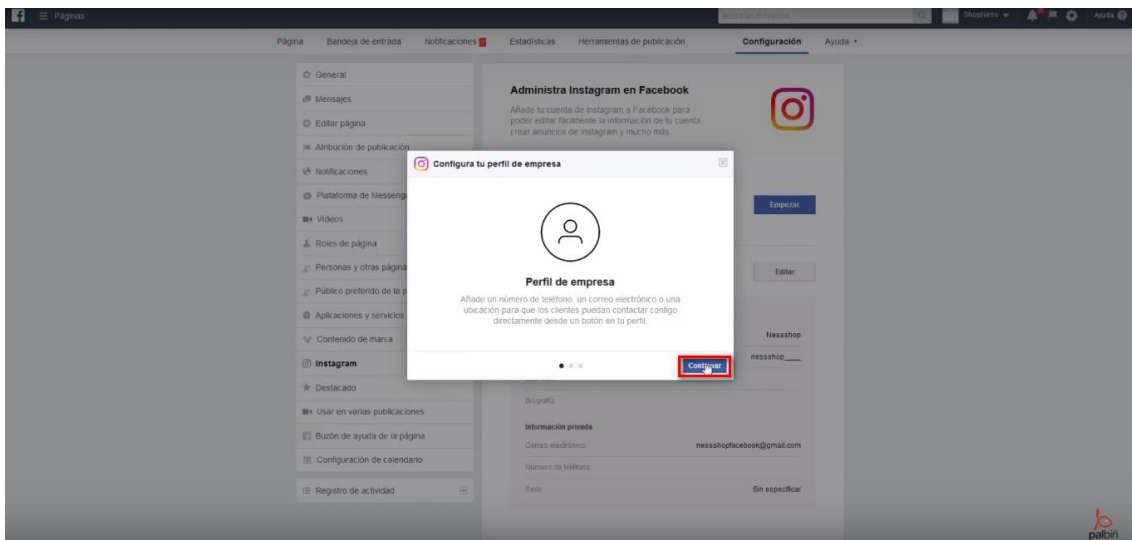 Páginas
Shopness
Ayuda
Página Bandeja de entrada Notificaciones 1 Estadísticas Herramientas de publicación Configuración Ayuda
General
Mensajes
Editar página
Atribución de publicación
Notificaciones
Plataforma de Messeng
Vídeos
Roles de página
Personas y otras página
Público preferido de la p
Aplicaciones y servicios
Contenido de marca
Instagram
Destacado
Usar en varias publicaciones
Buzón de ayuda de la página
Configuración de calendario
Registro de actividad
Administra Instagram en Facebook
Añade tu cuenta de Instagram a Facebook para
poder editar fácilmente la información de tu cuenta,
crear anuncios de Instagram y mucho más.
Empezar
Editar
Configura tu perfil de empresa
Perfil de empresa
Añade un número de teléfono, un correo electrónico o una
ubicación para que los clientes puedan contactar contigo
directamente desde un botón en tu perfil.
Continuar
Nessshop
nessshop____
Biografía
Información privada
Correo electrónico nessshopfacebook@gmail.com
Número de teléfono
Sexo Sin especificar
palbin